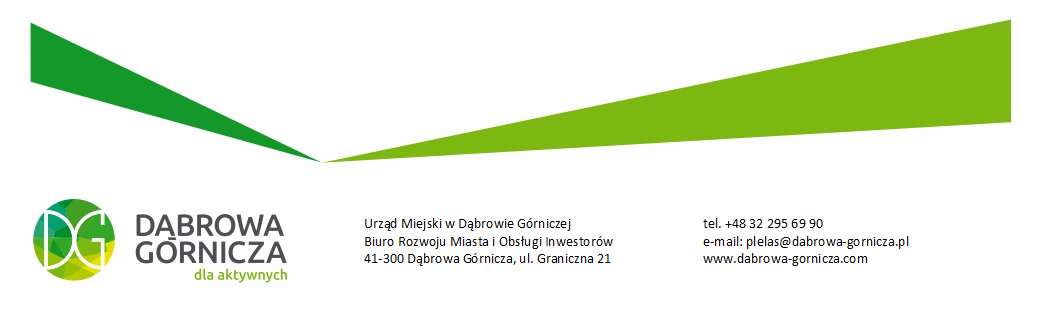 DG
DĄBROWA
GÓRNICZA
dla aktywnych
Urząd Miejski w Dąbrowie Górniczej
Biuro Rozwoju Miasta i Obsługi Inwestorów
41-300 Dąbrowa Górnicza, ul. Graniczna 21
tel. +48 32 295 69 90
e-mail: plelas@dabrowa-gornicza.pl
www.dabrowa-gornicza.com